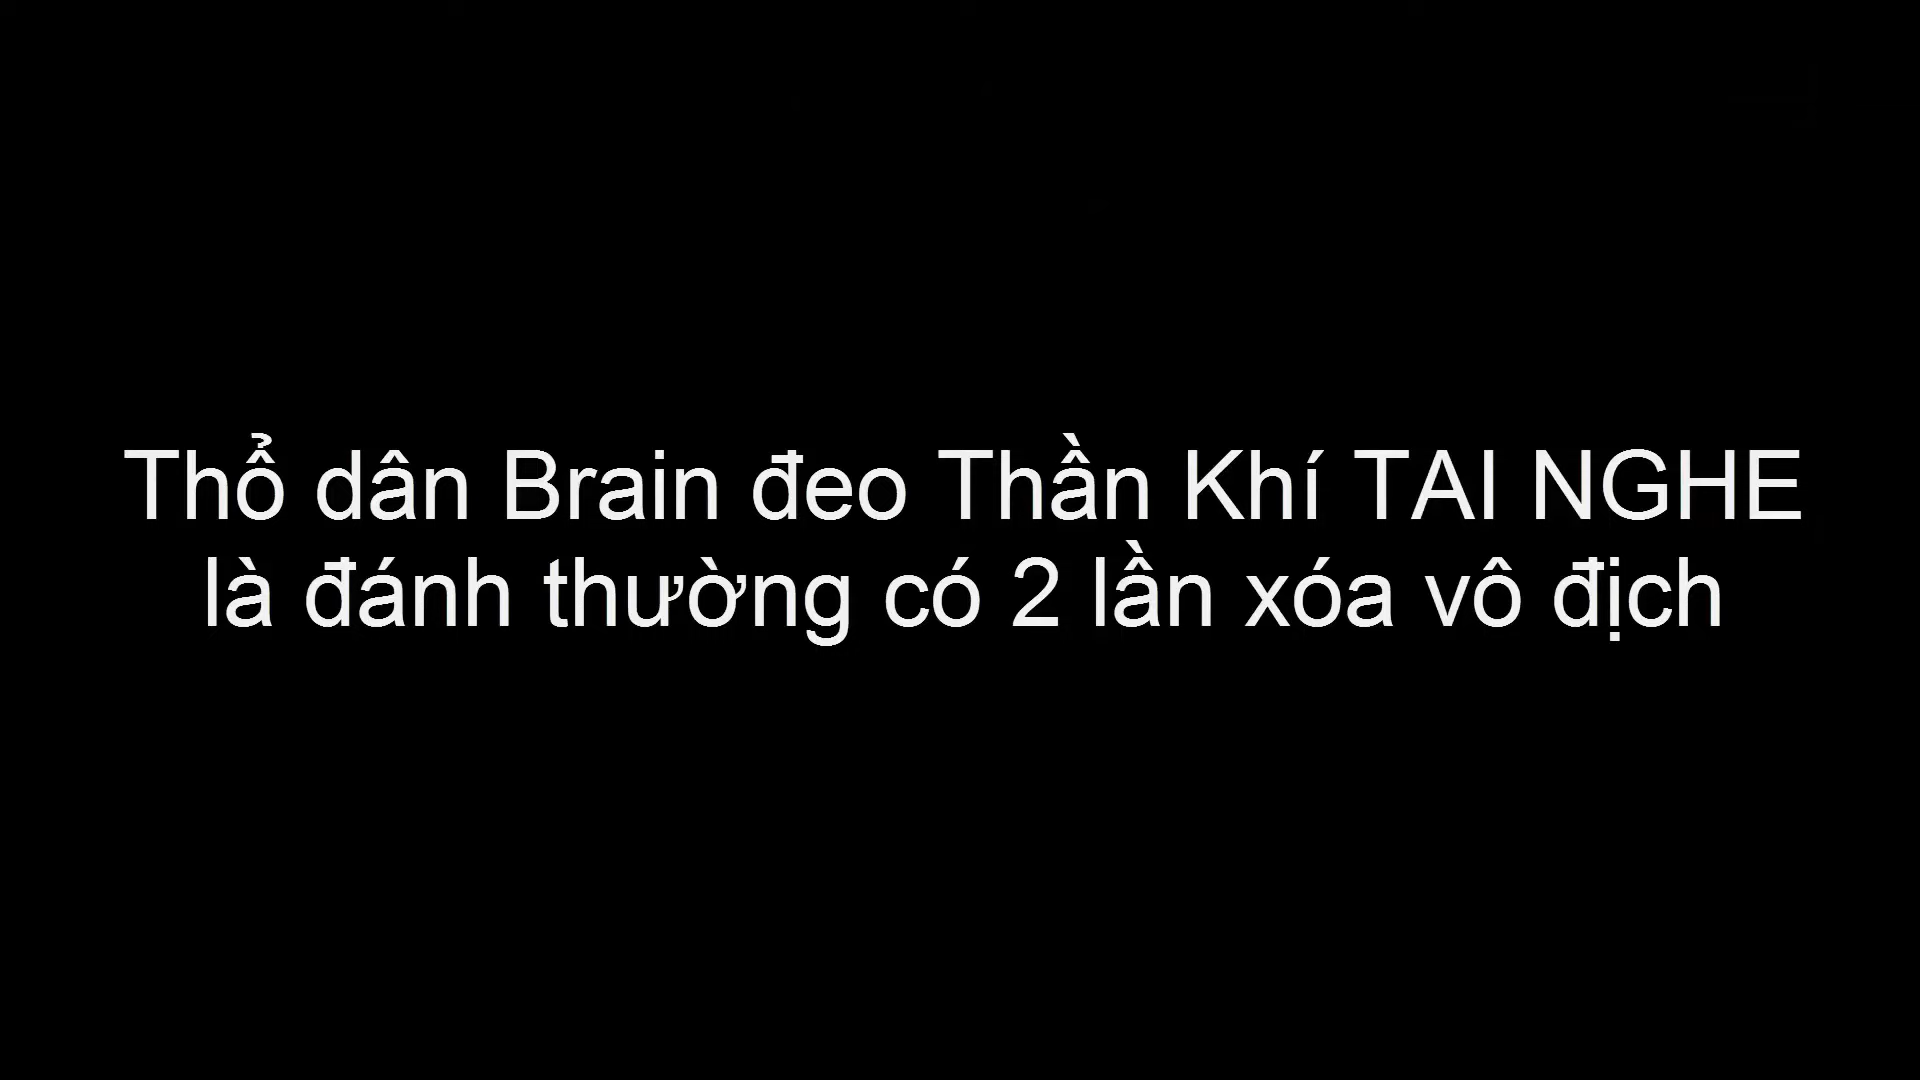 Thổ dân Brain đeo Thần Khí TAI NGHE
là đánh thường có 2 lần xóa vô địch